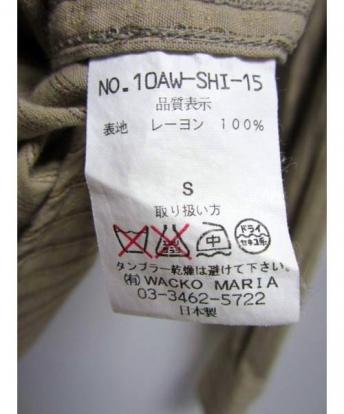 NO.10AW-SHI-15
品質表示
表地 レーヨン 100%
S
取り扱い方
中 ドライ セキユ系
タンブラー乾燥は避けて下さい。
(有)WACKO MARIA
03-3462-5722
日本製